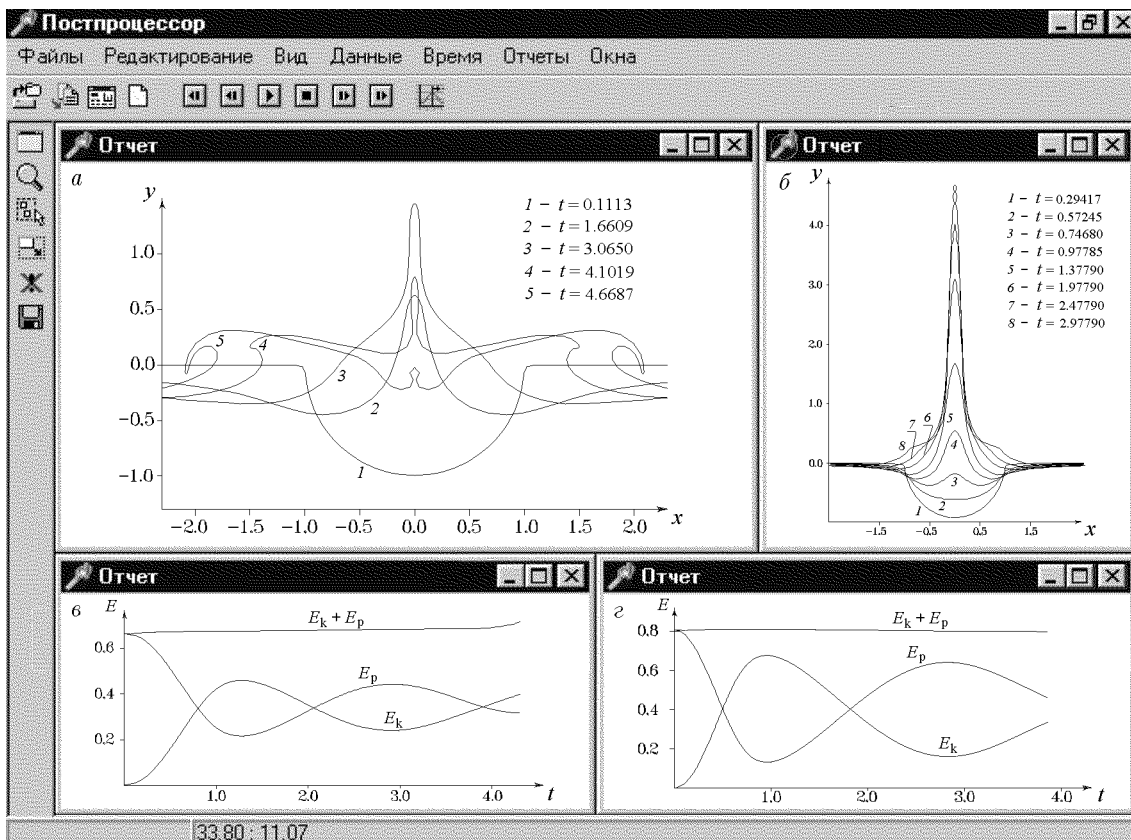 Постпроцессор
Файлы Редактирование Вид Данные Время Отчеты Окна
Отчет
а
y
1 – t = 0.1113
2 – t = 1.6609
3 – t = 3.0650
4 – t = 4.1019
5 – t = 4.6687
1.0
0.5
0.0
−0.5
−1.0
5
4
3
2
1
−2.0 −1.5 −1.0 −0.5 0.0 0.5 1.0 1.5 2.0 x
Отчет
б
y
1 – t = 0.29417
2 – t = 0.57245
3 – t = 0.74680
4 – t = 0.97785
5 – t = 1.37790
6 – t = 1.97790
7 – t = 2.47790
8 – t = 2.97790
4.0
3.0
2.0
1.0
0.0
8 7 6 5
4
3
1 2
−1.5 −0.5 0.5 1.5 x
Отчет
в
E
Ek + Ep
0.6
0.4
0.2
Ep
Ek
1.0 2.0 3.0 4.0 t
Отчет
г
E
Ek + Ep
0.8
0.6
0.4
0.2
Ep
Ek
1.0 2.0 3.0 4.0 t
33.80 : 11.07